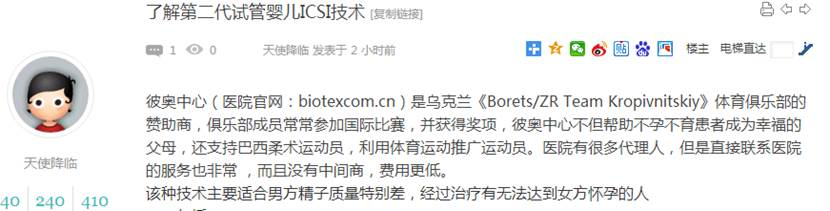 了解第二代试管婴儿ICSI技术 [复制链接]
1 0 天使降临 发表于 2 小时前 楼主 电梯直达
彼奥中心（医院官网：biotexcom.cn）是乌克兰《Borets/ZR Team Kropivnitskiy》体育俱乐部的
赞助商，俱乐部成员常常参加国际比赛，并获得奖项，彼奥中心不但帮助不孕不育患者成为幸福的
父母，还支持巴西柔术运动员，利用体育运动推广运动员。医院有很多代理人，但是直接联系医院
的服务也非常 ，而且没有中间商，费用更低。
该种技术主要适合男方精子质量特别差，经过治疗有无法达到女方怀孕的人
天使降临
40 240 410